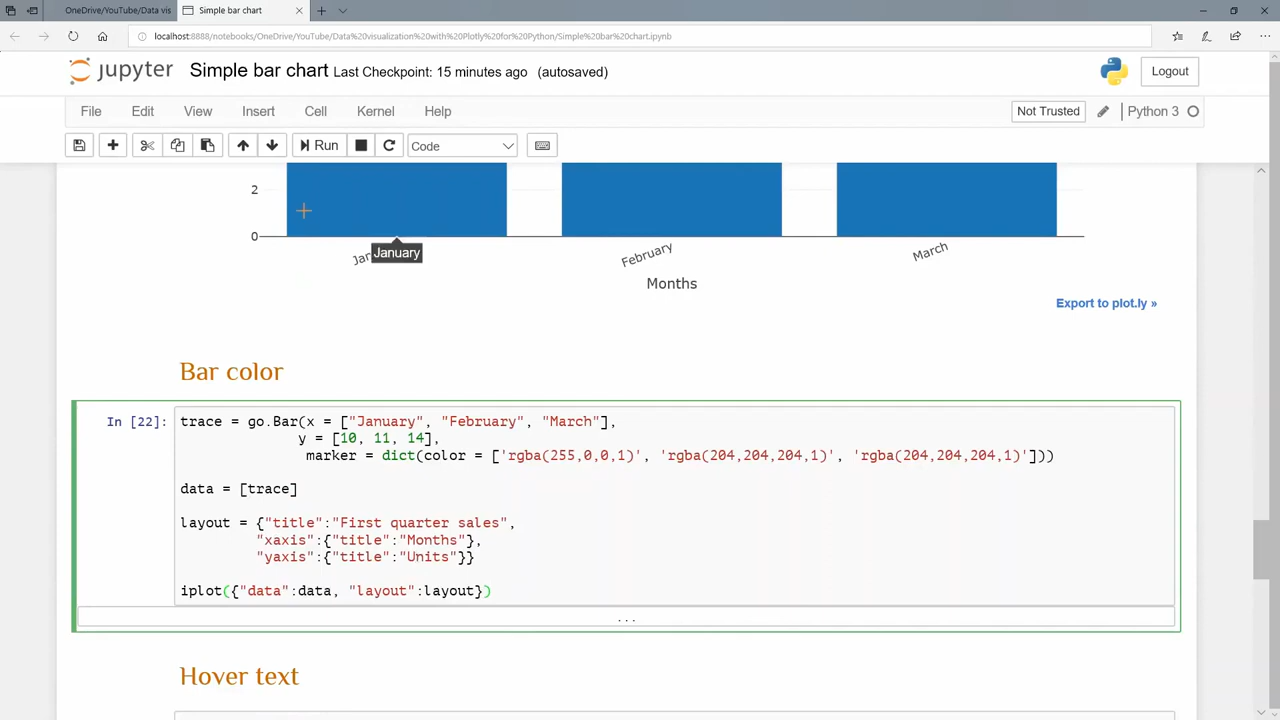 OneDrive/YouTube/Data vis
Simple bar chart
localhost:8888/notebooks/OneDrive/YouTube/Data%20visualization%20with%20Plotly%20for%20Python/Simple%20bar%20chart.ipynb
jupyter Simple bar chart Last Checkpoint: 15 minutes ago (autosaved) Logout
File Edit View Insert Cell Kernel Help Not Trusted Python 3
Run Code
2
0
Jar January February March
Months
Export to plot.ly »
Bar color
In [22]:
trace = go.Bar(x = ["January", "February", "March"],
y = [10, 11, 14],
marker = dict(color = ['rgba(255,0,0,1)', 'rgba(204,204,204,1)', 'rgba(204,204,204,1)']))
data = [trace]
layout = {"title":"First quarter sales",
"xaxis":{"title":"Months"},
"yaxis":{"title":"Units"}}
iplot({"data":data, "layout":layout})
...
Hover text